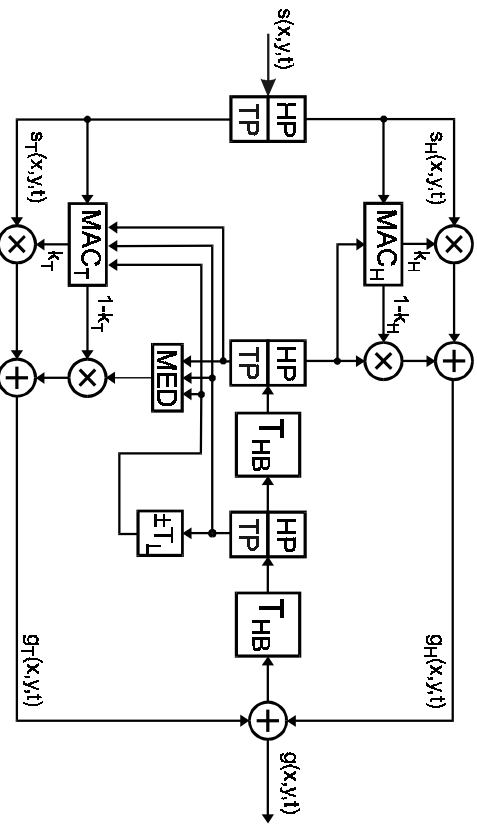 s_H(x,y,t)
×
+
g_H(x,y,t)
k_H
MAC_H
1-k_H
×
s(x,y,t)
HP
TP
HP
TP
T_HB
HP
TP
T_HB
+
g(x,y,t)
MED
±T_L
MAC_T
1-k_T
×
k_T
s_T(x,y,t)
×
+
g_T(x,y,t)